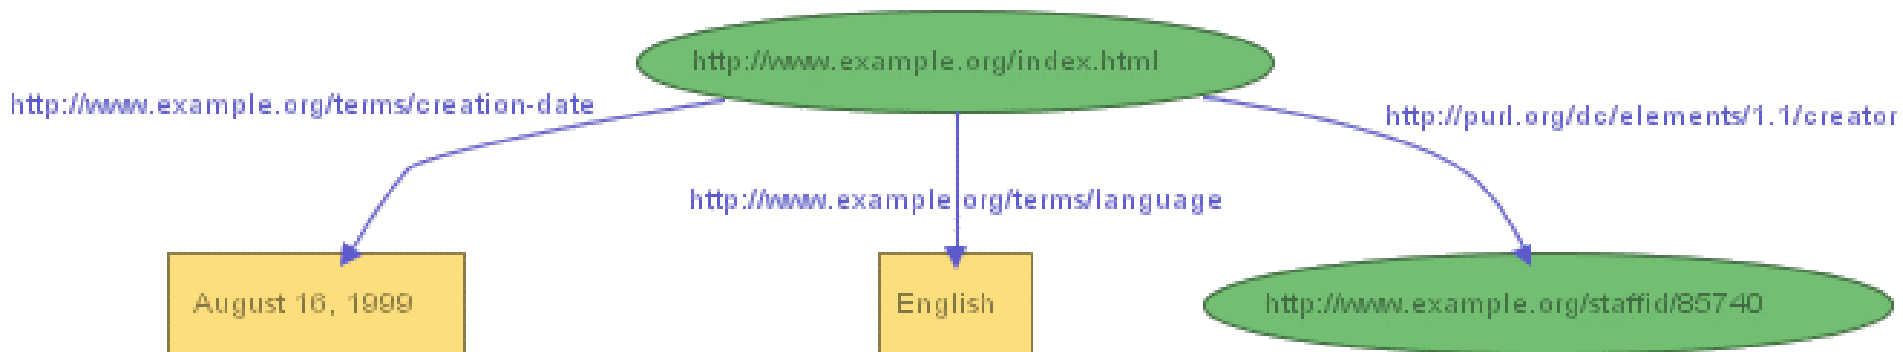 http://www.example.org/index.html
http://www.example.org/terms/creation-date
http://purl.org/dc/elements/1.1/creator
http://www.example.org/terms/language
August 16, 1999
English
http://www.example.org/staffid/85740